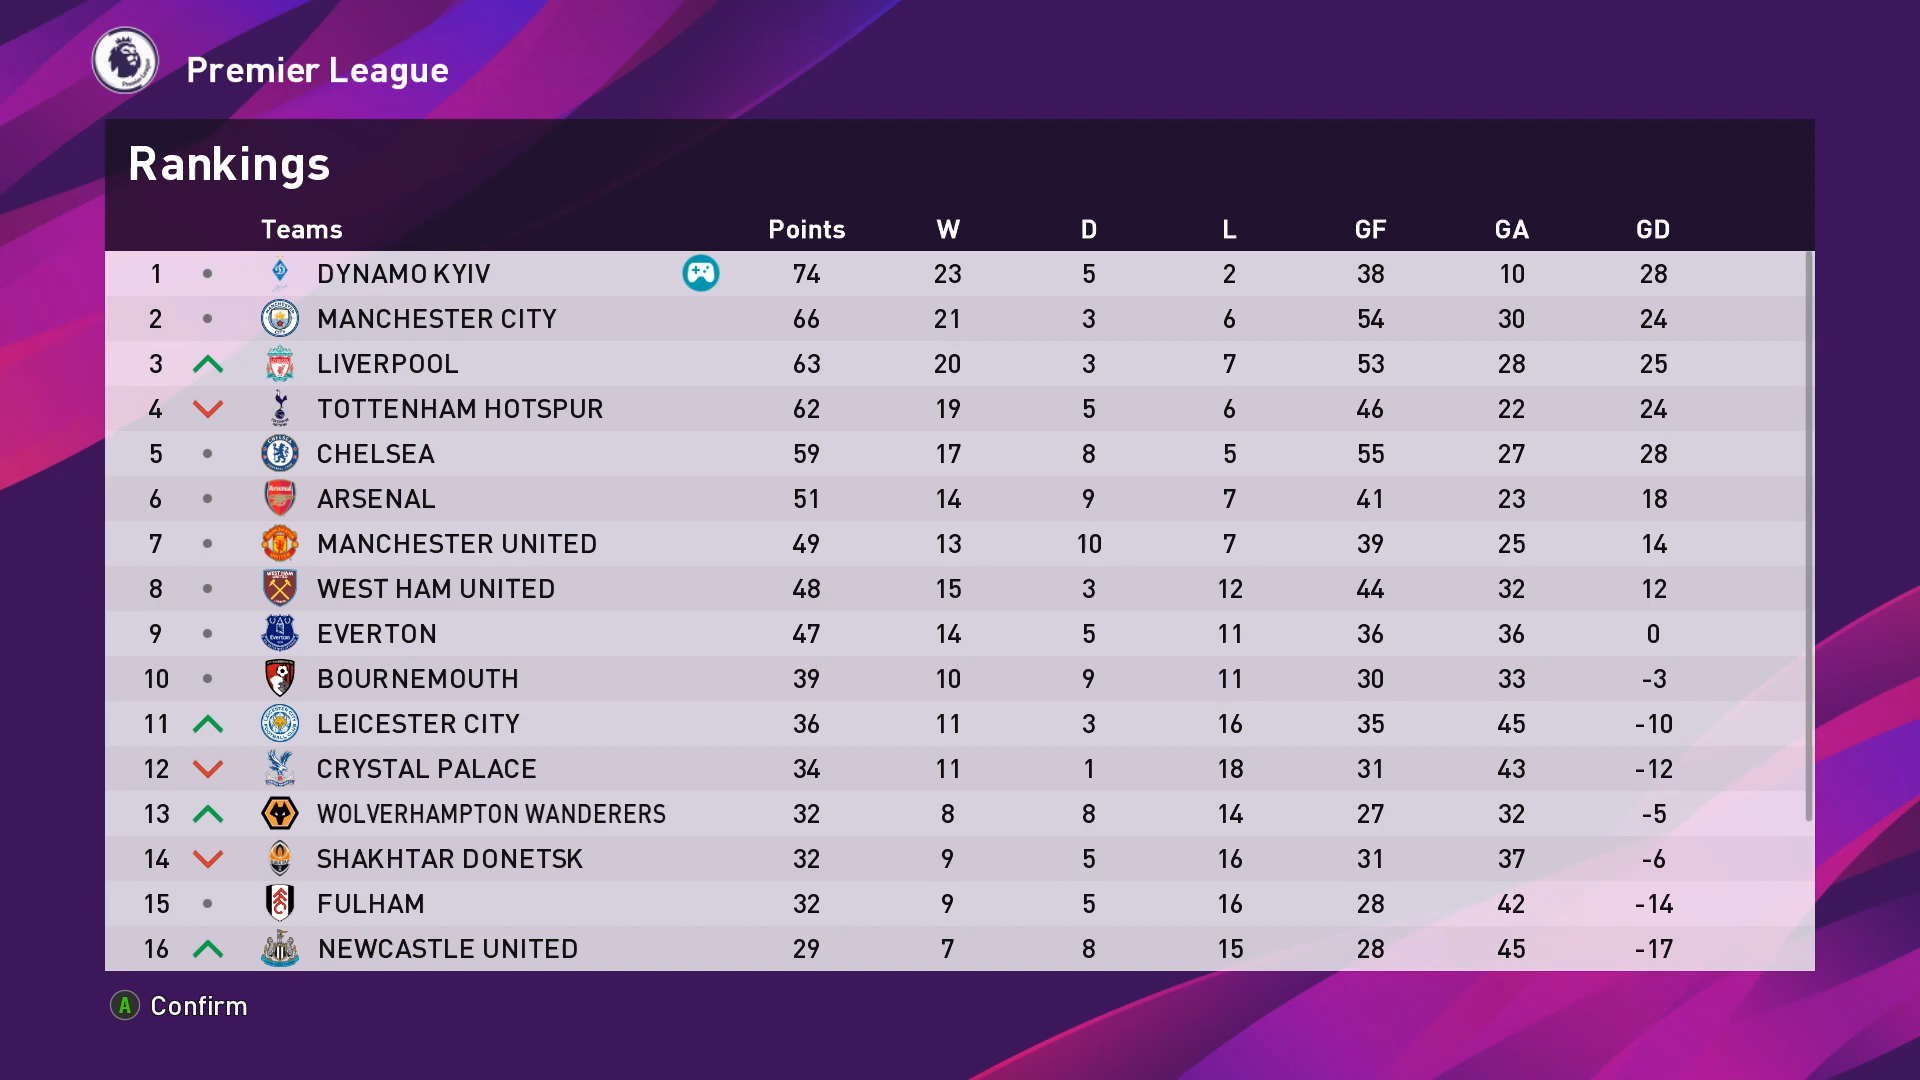 Premier League
Rankings
Teams Points W D L GF GA GD
1 DYNAMO KYIV 74 23 5 2 38 10 28
2 MANCHESTER CITY 66 21 3 6 54 30 24
3 LIVERPOOL 63 20 3 7 53 28 25
4 TOTTENHAM HOTSPUR 62 19 5 6 46 22 24
5 CHELSEA 59 17 8 5 55 27 28
6 ARSENAL 51 14 9 7 41 23 18
7 MANCHESTER UNITED 49 13 10 7 39 25 14
8 WEST HAM UNITED 48 15 3 12 44 32 12
9 EVERTON 47 14 5 11 36 36 0
10 BOURNEMOUTH 39 10 9 11 30 33 -3
11 LEICESTER CITY 36 11 3 16 35 45 -10
12 CRYSTAL PALACE 34 11 1 18 31 43 -12
13 WOLVERHAMPTON WANDERERS 32 8 8 14 27 32 -5
14 SHAKHTAR DONETSK 32 9 5 16 31 37 -6
15 FULHAM 32 9 5 16 28 42 -14
16 NEWCASTLE UNITED 29 7 8 15 28 45 -17
A Confirm